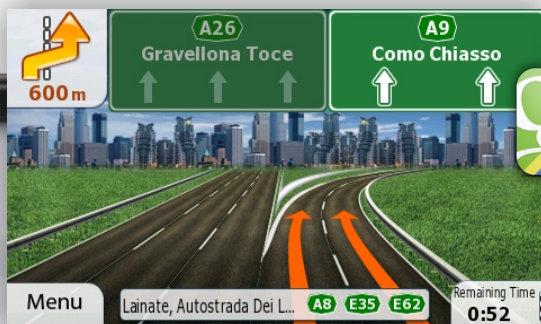 600 m
A26
Gravellona Toce
A9
Como Chiasso
Menu
Lainate, Autostrada Dei L... A8 E35 E62
Remaining Time
0:52